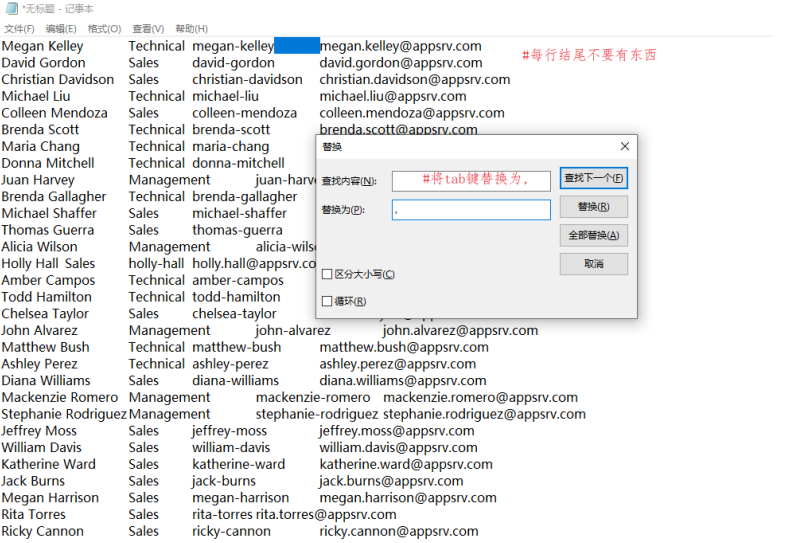 *无标题 - 记事本
文件(F) 编辑(E) 格式(O) 查看(V) 帮助(H)
Megan Kelley Technical megan-kelley megan.kelley@appsrv.com
#每行结尾不要有东西
David Gordon Sales david-gordon david.gordon@appsrv.com
Christian Davidson Sales christian-davidson christian.davidson@appsrv.com
Michael Liu Technical michael-liu michael.liu@appsrv.com
Colleen Mendoza Sales colleen-mendoza colleen.mendoza@appsrv.com
Brenda Scott Technical brenda-scott brenda.scott@appsrv.com
Maria Chang Technical maria-chang
Donna Mitchell Technical donna-mitchell
Juan Harvey Management juan-harv
Brenda Gallagher Technical brenda-gallagher
Michael Shaffer Sales michael-shaffer
Thomas Guerra Sales thomas-guerra
Alicia Wilson Management alicia-wils
Holly Hall Sales holly-hall holly.hall@appsrv.co
Amber Campos Technical amber-campos
Todd Hamilton Technical todd-hamilton
Chelsea Taylor Sales chelsea-taylor
John Alvarez Management john-alvarez john.alvarez@appsrv.com
Matthew Bush Technical matthew-bush matthew.bush@appsrv.com
Ashley Perez Technical ashley-perez ashley.perez@appsrv.com
Diana Williams Sales diana-williams diana.williams@appsrv.com
Mackenzie Romero Management mackenzie-romero mackenzie.romero@appsrv.com
Stephanie Rodriguez Management stephanie-rodriguez stephanie.rodriguez@appsrv.com
Jeffrey Moss Sales jeffrey-moss jeffrey.moss@appsrv.com
William Davis Sales william-davis william.davis@appsrv.com
Katherine Ward Sales katherine-ward katherine.ward@appsrv.com
Jack Burns Sales jack-burns jack.burns@appsrv.com
Megan Harrison Sales megan-harrison megan.harrison@appsrv.com
Rita Torres Sales rita-torres rita.torres@appsrv.com
Ricky Cannon Sales ricky-cannon ricky.cannon@appsrv.com
替换
查找内容(N): #将tab键替换为, 查找下一个(F)
替换为(P): , 替换(R)
全部替换(A)
取消
区分大小写(C)
循环(R)